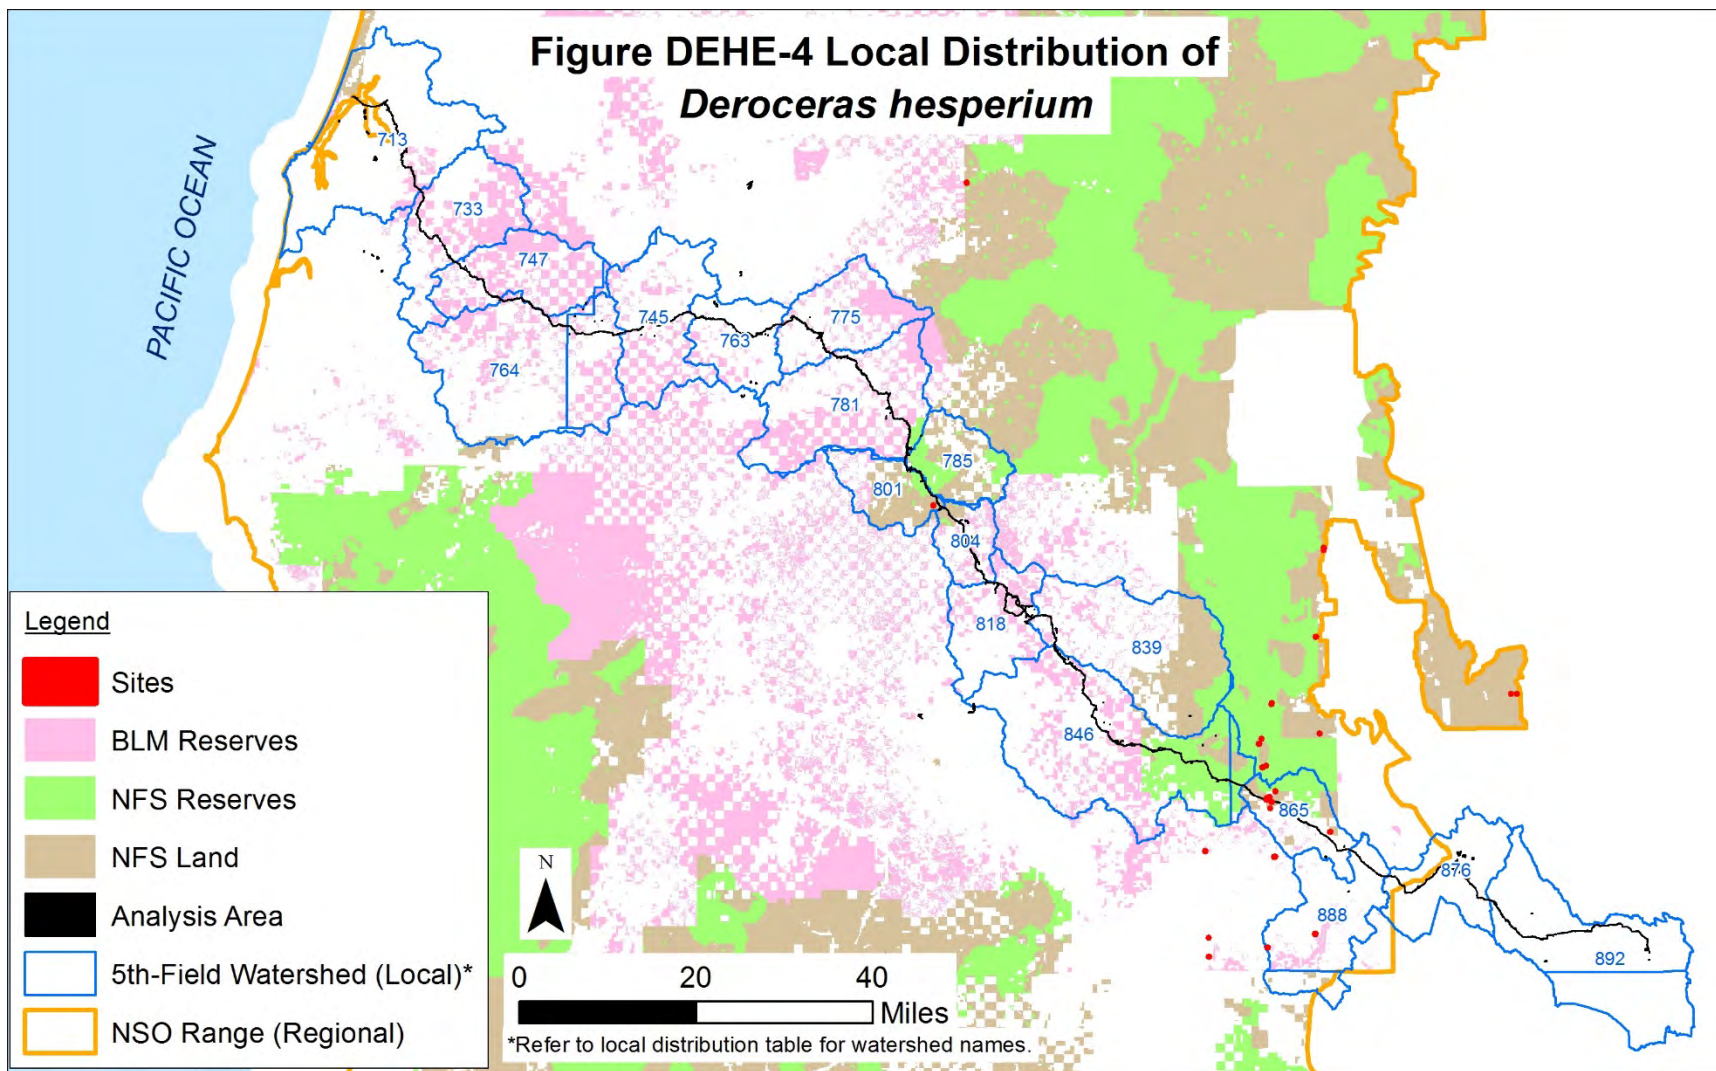 Figure DEHE-4 Local Distribution of
Deroceras hesperium
PACIFIC OCEAN
713
733
747
745
775
763
764
781
785
801
804
818
839
846
865
876
888
892
Legend
Sites
BLM Reserves
NFS Reserves
NFS Land
Analysis Area
5th-Field Watershed (Local)*
NSO Range (Regional)
N
0 20 40
Miles
*Refer to local distribution table for watershed names.